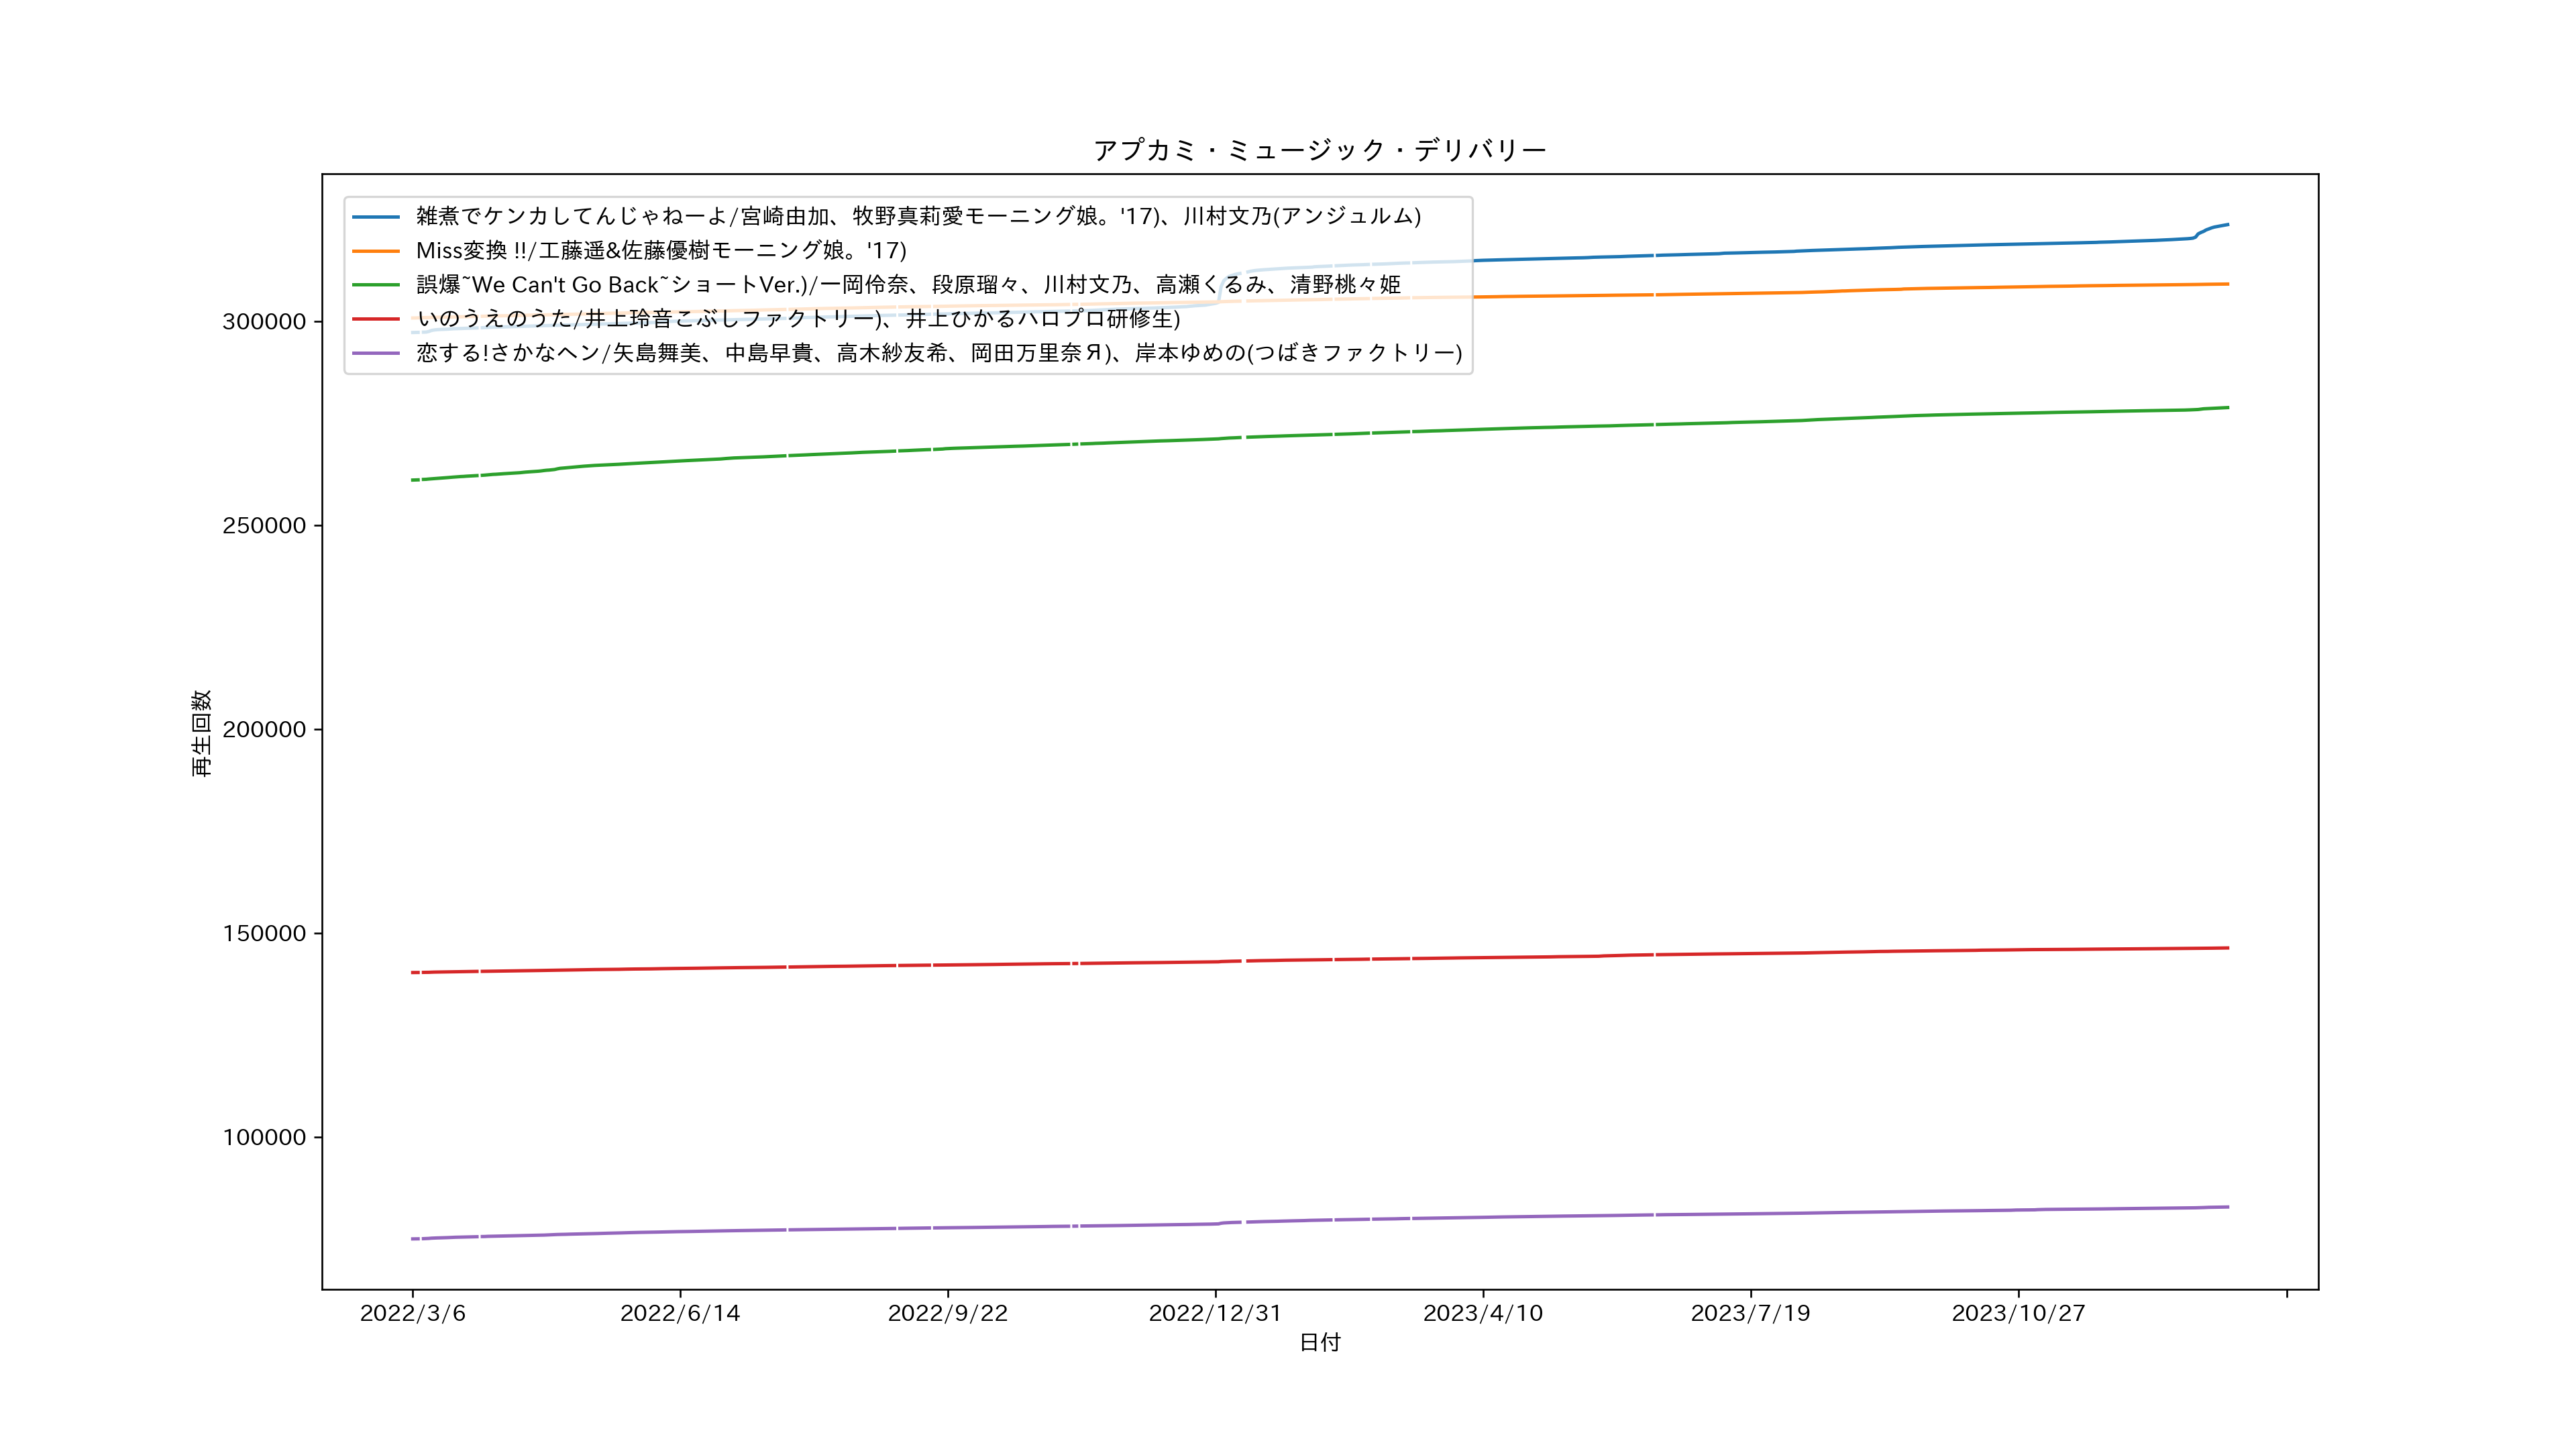 アプカミ・ミュージック・デリバリー
雑煮でケンカしてんじゃねーよ/宮崎由加、牧野真莉愛モーニング娘。'17)、川村文乃(アンジュルム)
Miss変換 !!/工藤遥&佐藤優樹モーニング娘。'17)
誤爆~We Can't Go Back~ショートVer.)/一岡伶奈、段原瑠々、川村文乃、高瀬くるみ、清野桃々姫
いのうえのうた/井上玲音こぶしファクトリー)、井上ひかるハロプロ研修生)
恋する!さかなヘン/矢島舞美、中島早貴、高木紗友希、岡田万里奈Я)、岸本ゆめの(つばきファクトリー)
300000
250000
200000
150000
100000
再生回数
2022/3/6
2022/6/14
2022/9/22
2022/12/31
2023/4/10
2023/7/19
2023/10/27
日付